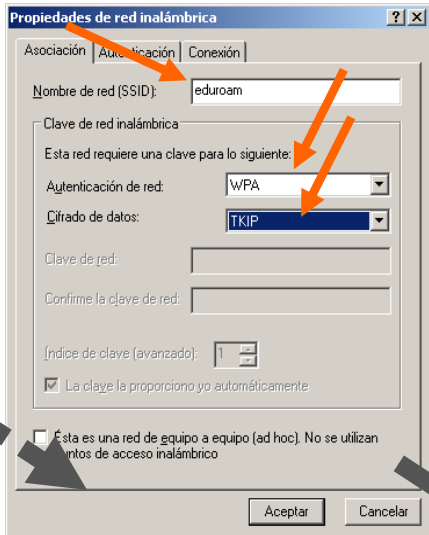 Propiedades de red inalámbrica
Asociación Autenticación Conexión
Nombre de red (SSID): eduroam
Clave de red inalámbrica
Esta red requiere una clave para lo siguiente:
Autenticación de red: WPA
Cifrado de datos: TKIP
Clave de red:
Confirme la clave de red:
Índice de clave (avanzado): 1
La clave la proporciono yo automáticamente
Ésta es una red de equipo a equipo (ad hoc). No se utilizan
puntos de acceso inalámbrico
Aceptar Cancelar